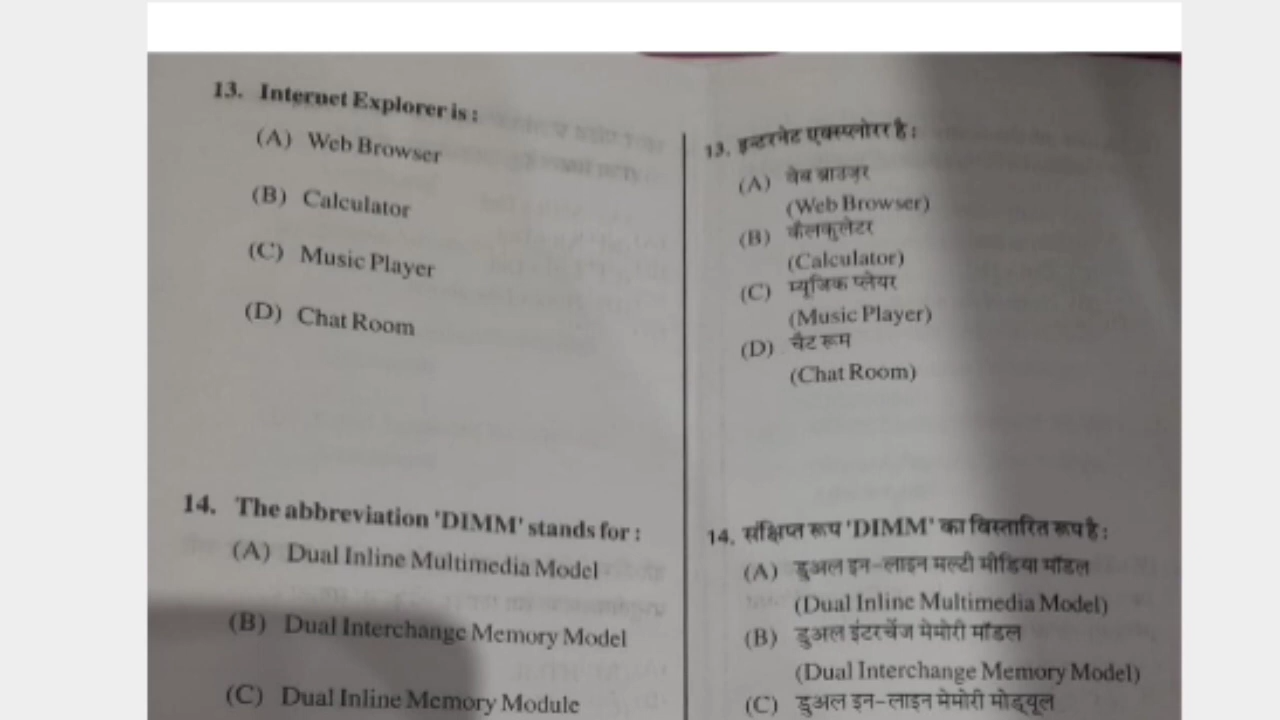 13. Internet Explorer is :
(A) Web Browser
(B) Calculator
(C) Music Player
(D) Chat Room
14. The abbreviation 'DIMM' stands for :
(A) Dual Inline Multimedia Model
(B) Dual Interchange Memory Model
(C) Dual Inline Memory Module
13. इन्टरनेट एक्स्प्लोरर है :
(A) वेब ब्राउज़र
(Web Browser)
(B) कैलकुलेटर
(Calculator)
(C) म्यूजिक प्लेयर
(Music Player)
(D) चैट रूम
(Chat Room)
14. संक्षिप्त रूप 'DIMM' का विस्तारित रूप है :
(A) डुअल इन-लाइन मल्टी मीडिया मॉडल
(Dual Inline Multimedia Model)
(B) डुअल इंटरचेंज मेमोरी मॉडल
(Dual Interchange Memory Model)
(C) डुअल इन-लाइन मेमोरी मोड्यूल